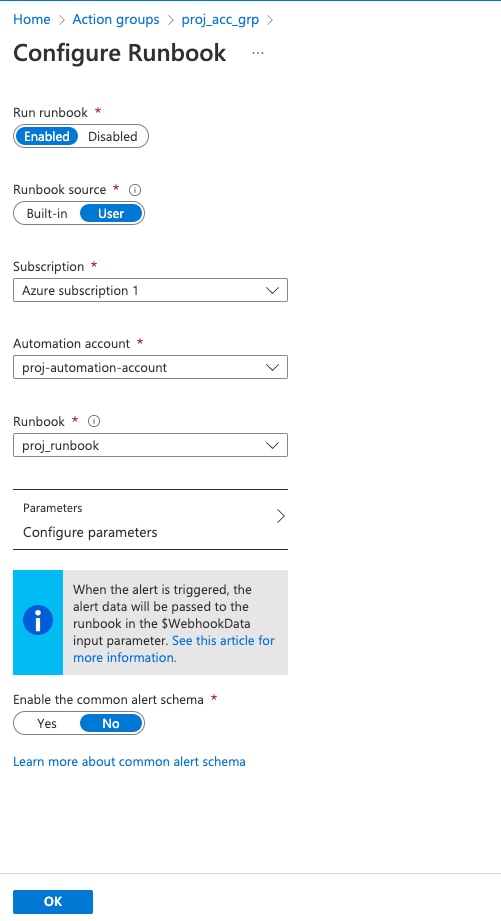 Home > Action groups > proj_acc_grp >
Configure Runbook ...
Run runbook *
Enabled Disabled
Runbook source *
Built-in User
Subscription *
Azure subscription 1
Automation account *
proj-automation-account
Runbook *
proj_runbook
Parameters
Configure parameters
When the alert is triggered, the
alert data will be passed to the
runbook in the $WebhookData
input parameter. See this article for
more information.
Enable the common alert schema *
Yes No
Learn more about common alert schema
OK